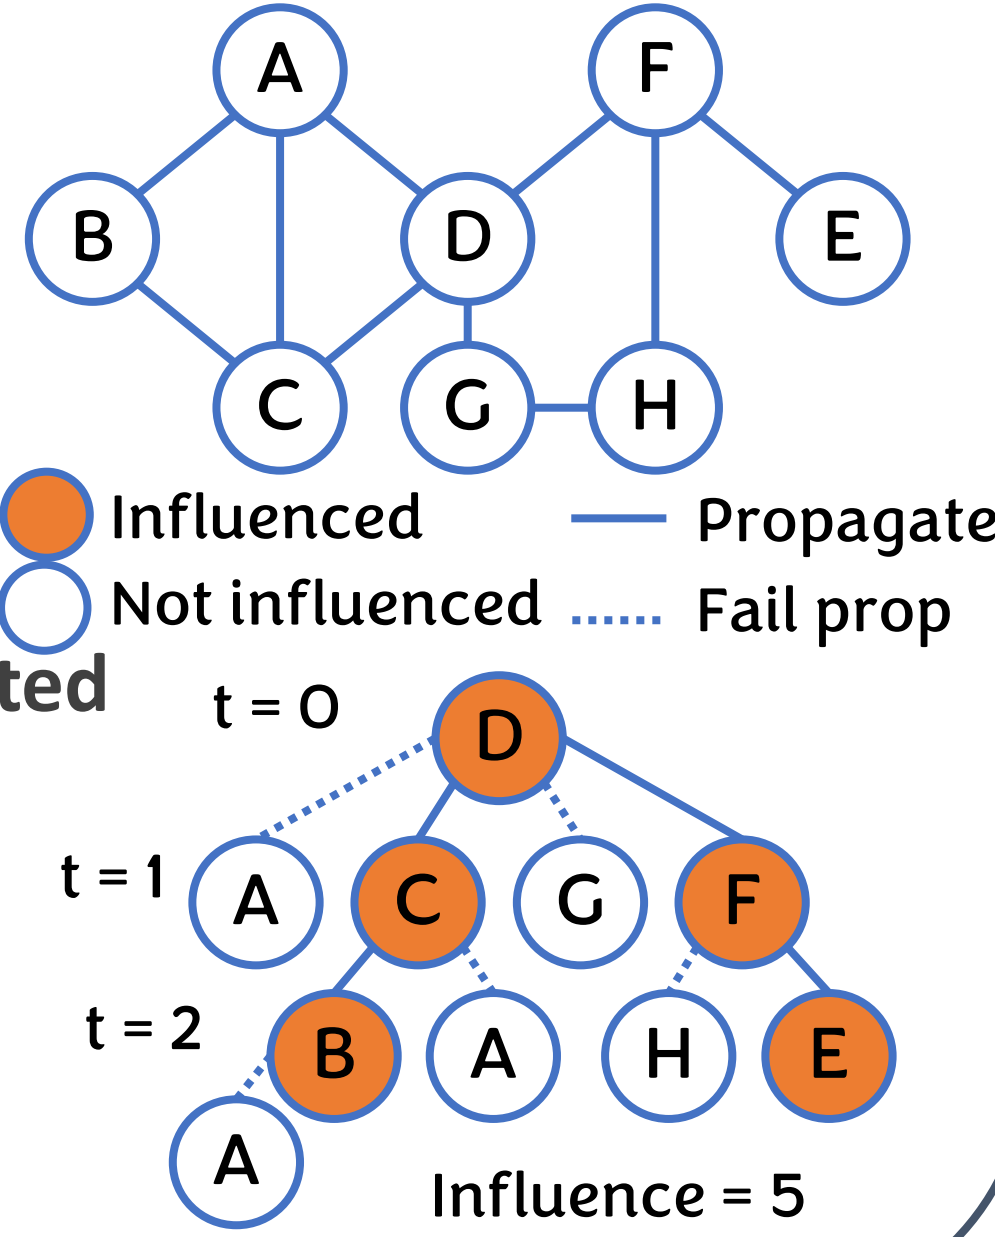 A F
B D E
C G H
Influenced Propagate
Not influenced Fail prop
ted
t = 0 D
t = 1 A C G F
t = 2 B A H E
A
Influence = 5